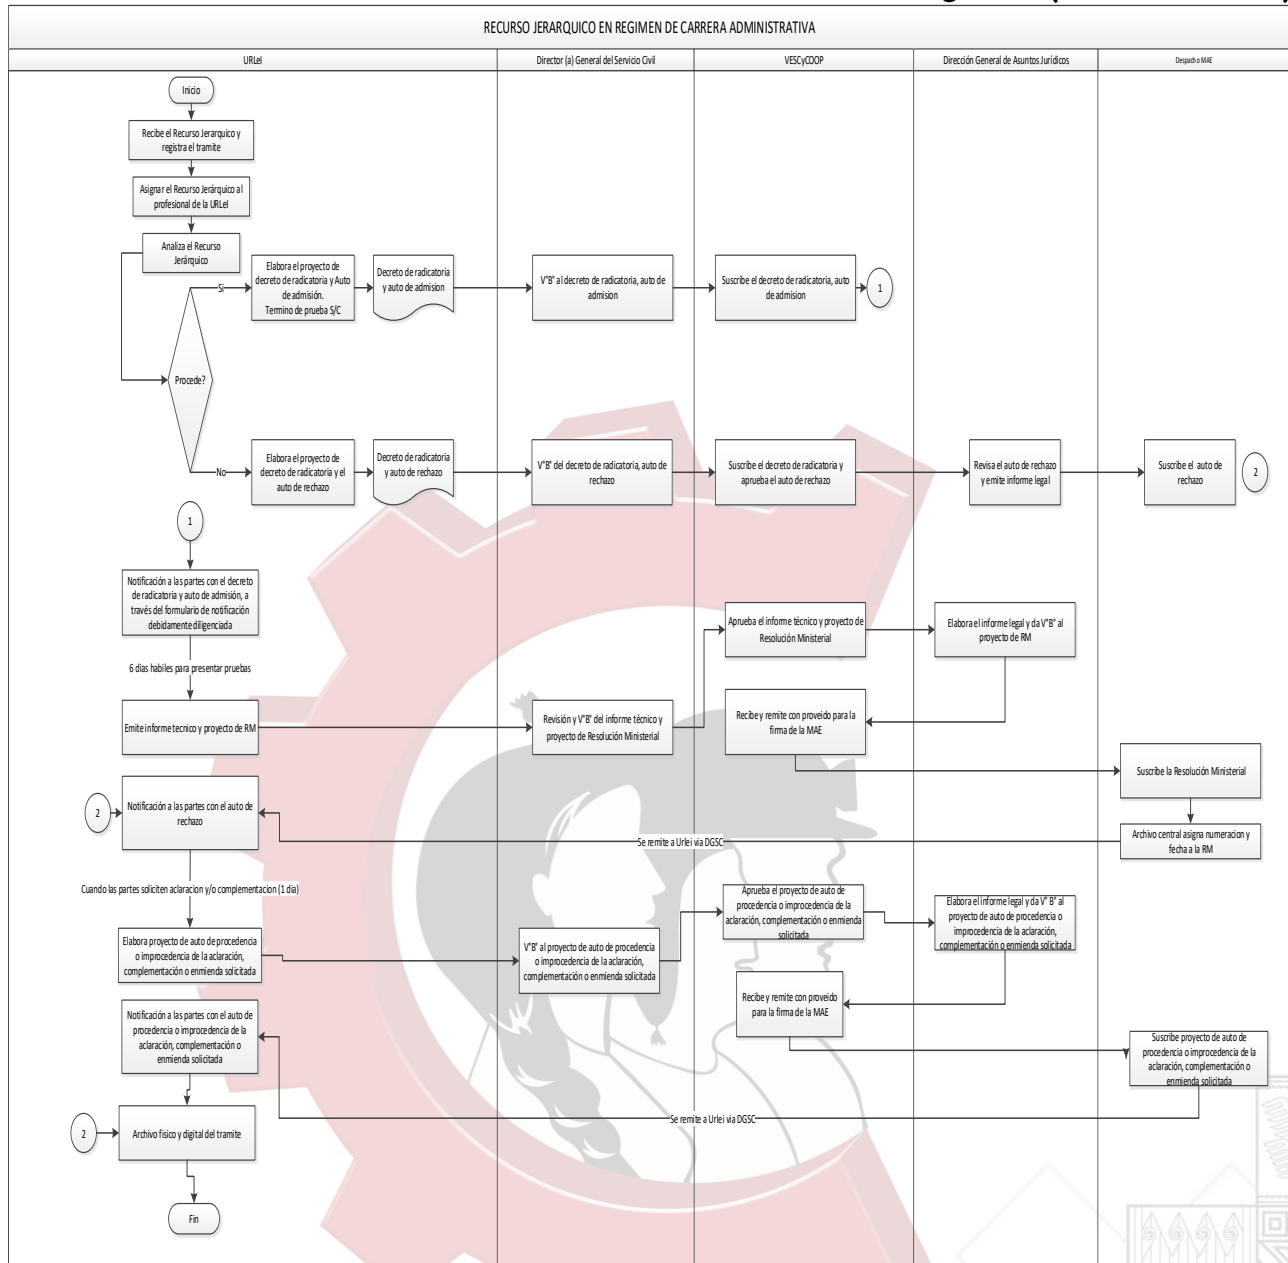 RECURSO JERARQUICO EN REGIMEN DE CARRERA ADMINISTRATIVA
URLeI
Director (a) General del Servicio Civil
VESCyCOOP
Dirección General de Asuntos Jurídicos
Despacho MAE
Inicio
Recibe el Recurso Jerarquico y
registra el tramite
Asignar el Recurso Jerárquico al
profesional de la URLeI
Analiza el Recurso
Jerárquico
Procede?
Si
Elabora el proyecto de
decreto de radicatoria y Auto
de admisión.
Termino de prueba S/C
Decreto de radicatoria
y auto de admision
V°B° al decreto de radicatoria, auto de
admision
Suscribe el decreto de radicatoria, auto
de admision
1
No
Elabora el proyecto de
decreto de radicatoria y el
auto de rechazo
Decreto de radicatoria
y auto de rechazo
V°B° del decreto de radicatoria, auto de
rechazo
Suscribe el decreto de radicatoria y
aprueba el auto de rechazo
Revisa el auto de rechazo
y emite informe legal
Suscribe el auto de
rechazo
2
1
Notificación a las partes con el decreto
de radicatoria y auto de admisión, a
través del formulario de notificación
debidamente diligenciada
6 dias habiles para presentar pruebas
Emite informe tecnico y proyecto de RM
Revisión y V°B° del informe técnico y
proyecto de Resolución Ministerial
Aprueba el informe técnico y proyecto de
Resolución Ministerial
Elabora el informe legal y da V°B° al
proyecto de RM
Recibe y remite con proveido para la
firma de la MAE
Suscribe la Resolución Ministerial
Archivo central asigna numeracion y
fecha a la RM
Se remite a Urlei via DGSC
2
Notificación a las partes con el auto de
rechazo
Cuando las partes soliciten aclaracion y/o complementacion (1 dia)
Elabora proyecto de auto de procedencia
o improcedencia de la aclaración,
complementación o enmienda solicitada
V°B° al proyecto de auto de procedencia
o improcedencia de la aclaración,
complementación o enmienda solicitada
Aprueba el proyecto de auto de
procedencia o improcedencia de la
aclaración, complementación o enmienda
solicitada
Elabora el informe legal y da V° B° al
proyecto de auto de procedencia o
improcedencia de la aclaración,
complementación o enmienda solicitada
Recibe y remite con proveido
para la firma de la MAE
Suscribe proyecto de auto de
procedencia o improcedencia de la
aclaración, complementación o
enmienda solicitada
Se remite a Urlei via DGSC
Notificación a las partes con el auto de
procedencia o improcedencia de la
aclaración, complementación o
enmienda solicitada
2
Archivo fisico y digital del tramite
Fin